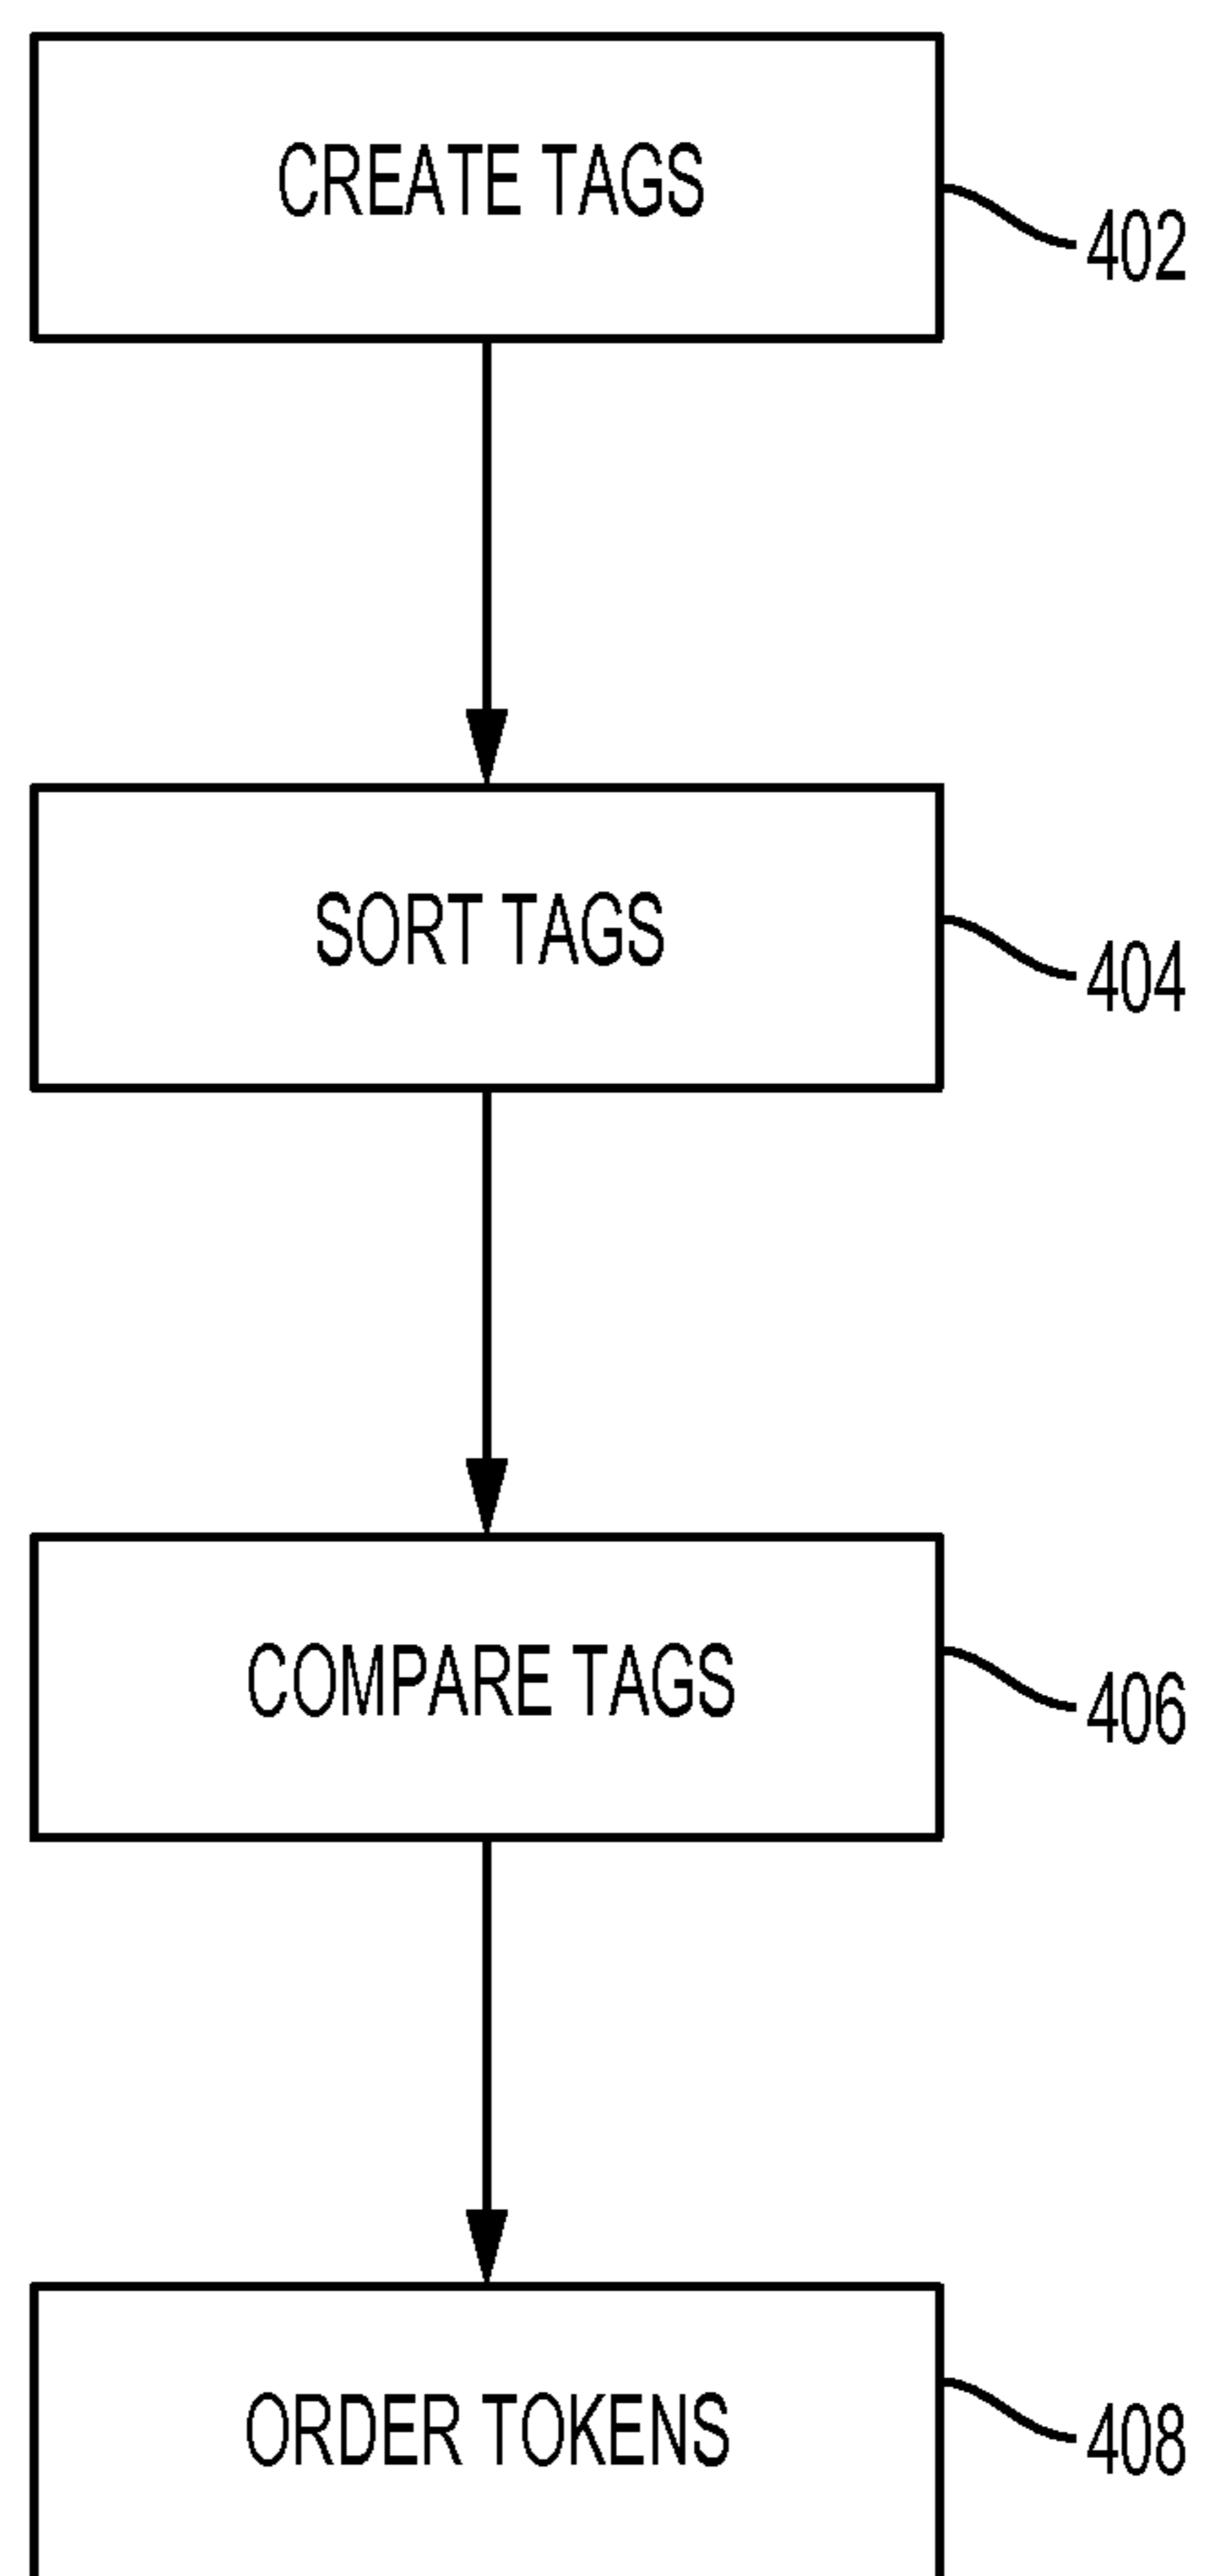 CREATE TAGS
402
SORT TAGS
404
COMPARE TAGS
406
ORDER TOKENS
408